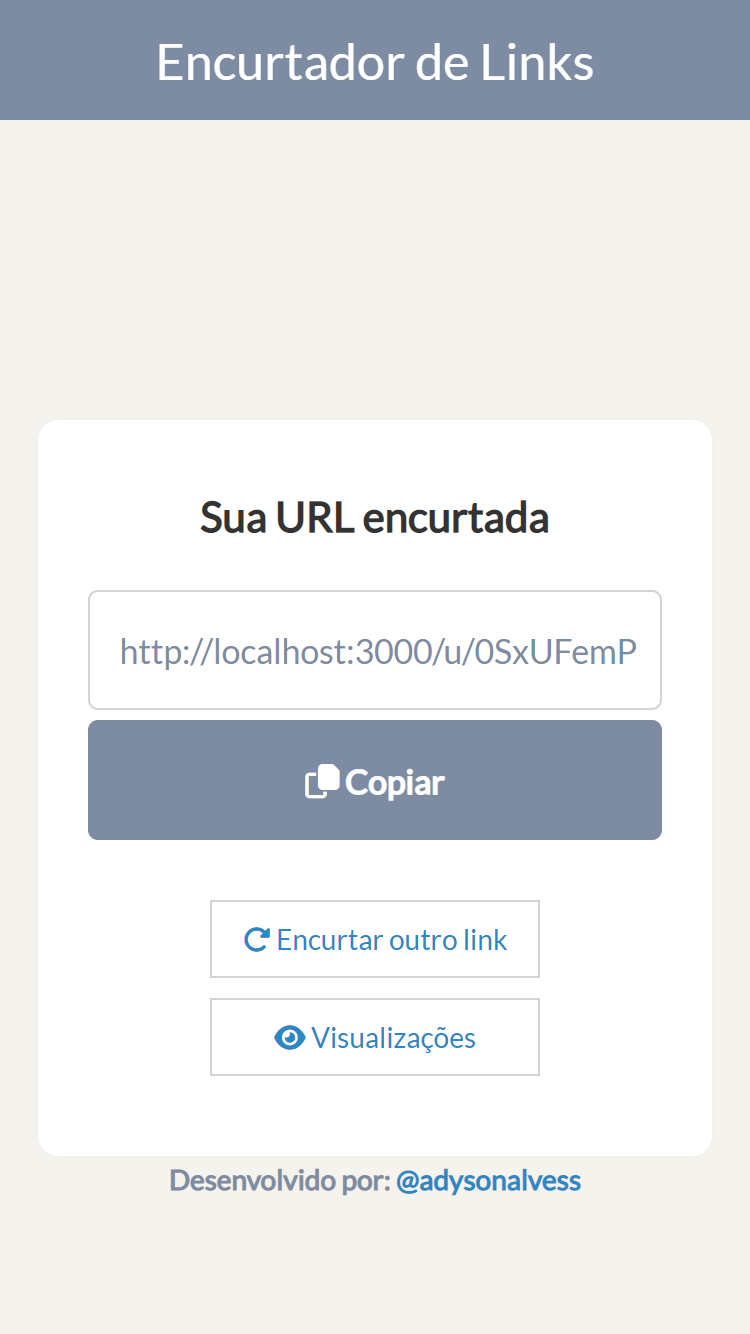 Encurtador de Links
Sua URL encurtada
http://localhost:3000/u/0SxUFemP
Copiar
Encurtar outro link
Visualizações
Desenvolvido por: @adysonalvess